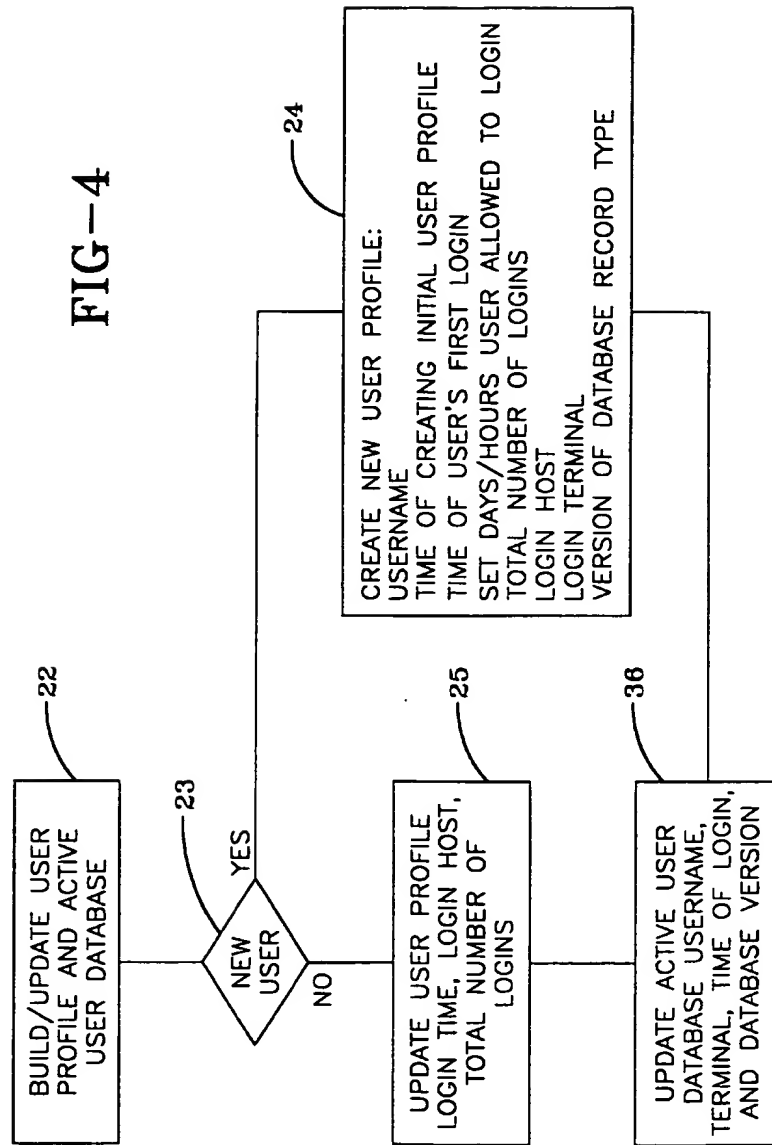 FIG-4
22
BUILD/UPDATE USER
PROFILE AND ACTIVE
USER DATABASE
23
NEW
USER
YES
NO
24
CREATE NEW USER PROFILE:
USERNAME
TIME OF CREATING INITIAL USER PROFILE
TIME OF USER'S FIRST LOGIN
SET DAYS/HOURS USER ALLOWED TO LOGIN
TOTAL NUMBER OF LOGINS
LOGIN HOST
LOGIN TERMINAL
VERSION OF DATABASE RECORD TYPE
25
UPDATE USER PROFILE
LOGIN TIME, LOGIN HOST,
TOTAL NUMBER OF
LOGINS
36
UPDATE ACTIVE USER
DATABASE USERNAME,
TERMINAL, TIME OF LOGIN,
AND DATABASE VERSION